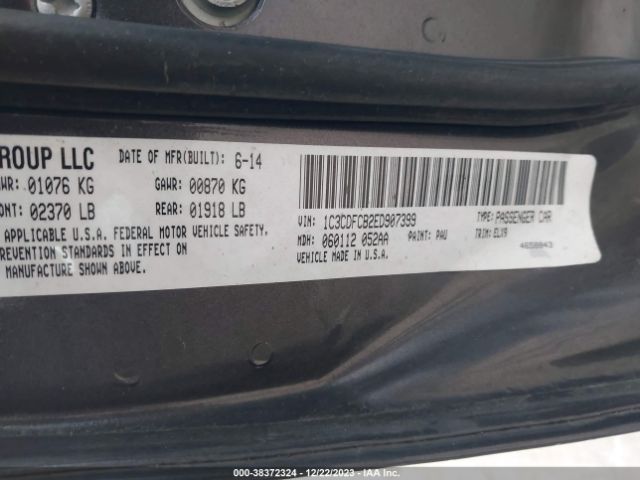 ROUP LLC DATE OF MFR(BUILT): 6-14
WR: 01076 KG GAWR: 00870 KG
ONT: 02370 LB REAR: 01918 LB
APPLICABLE U.S.A. FEDERAL MOTOR VEHICLE SAFETY.
REVENTION STANDARDS IN EFFECT ON
MANUFACTURE SHOWN ABOVE.
VIN: 1C3CDFCB2ED907399 TYPE: PASSENGER CAR
MDH: 060112 052AA PAINT: PAU TRIM: ELX9
VEHICLE MADE IN U.S.A. 4658843
000-38372324 - 12/22/2023 - IAA Inc.